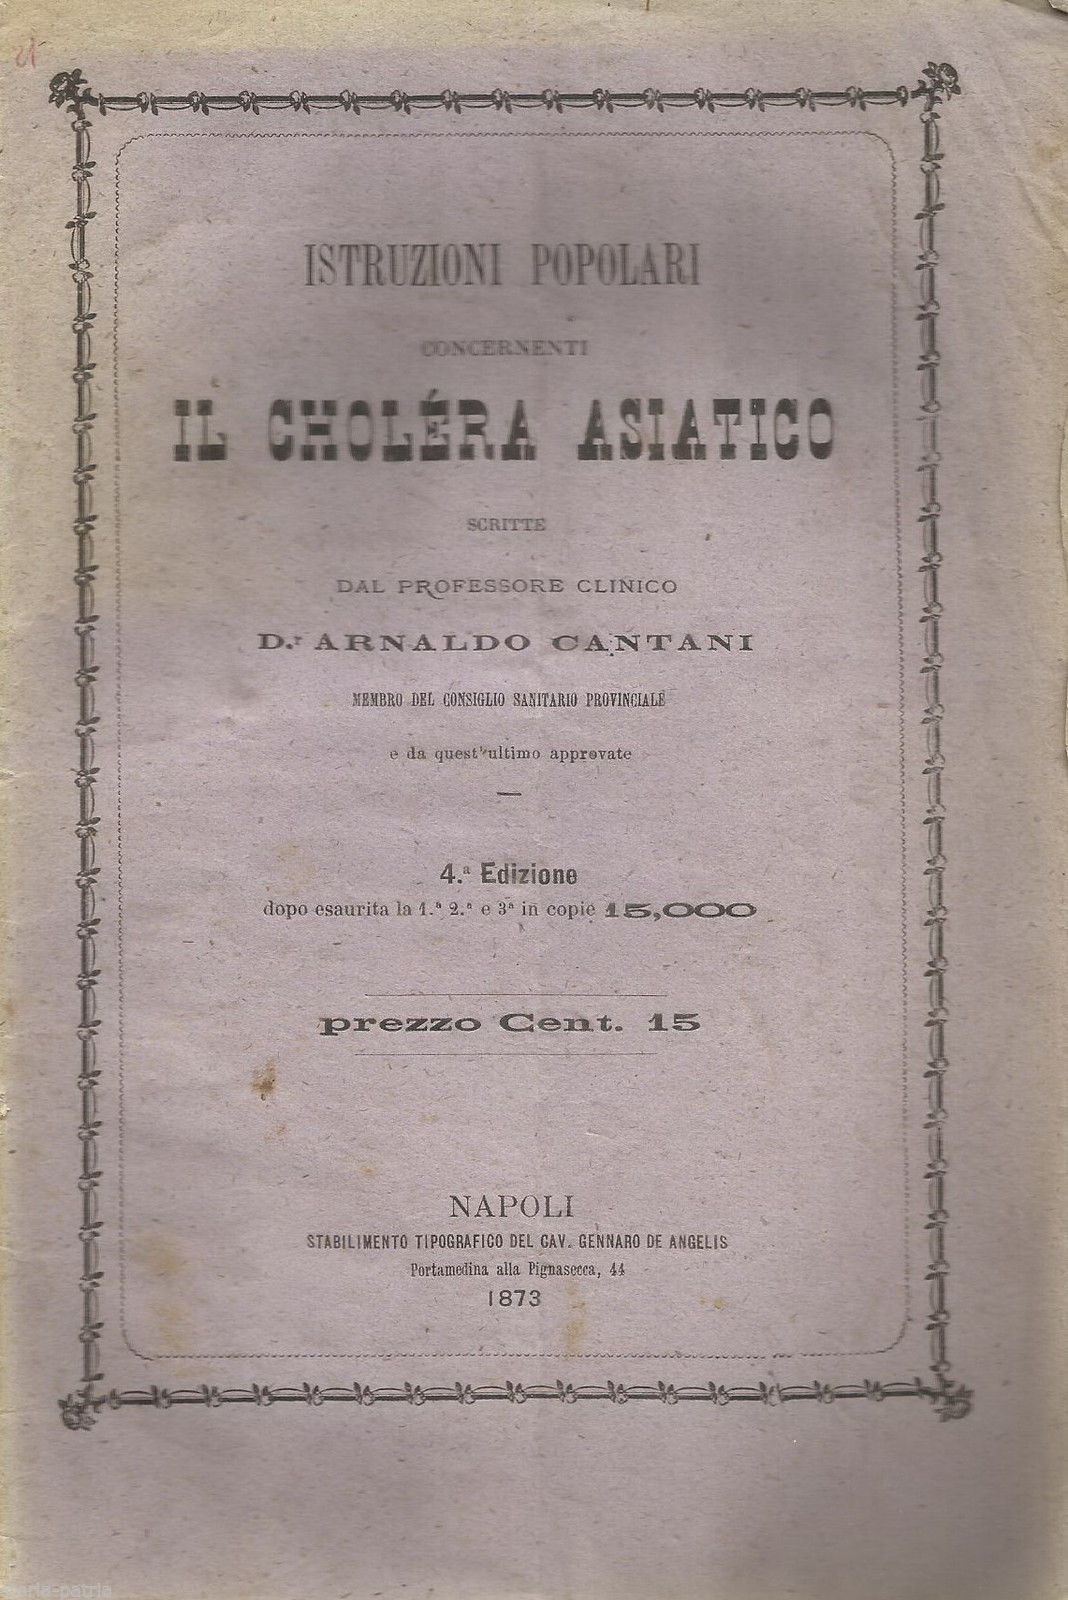 21
ISTRUZIONI POPOLARI
CONCERNENTI
IL CHOLÉRA ASIATICO
SCRITTE
DAL PROFESSORE CLINICO
D.r ARNALDO CANTANI
MEMBRO DEL CONSIGLIO SANITARIO PROVINCIALE
e da quest'ultimo approvate
4.a Edizione
dopo esaurita la 1.a 2.a e 3a in copie 15,000
prezzo Cent. 15
NAPOLI
STABILIMENTO TIPOGRAFICO DEL CAV. GENNARO DE ANGELIS
Portamedina alla Pignasecca, 44
1873